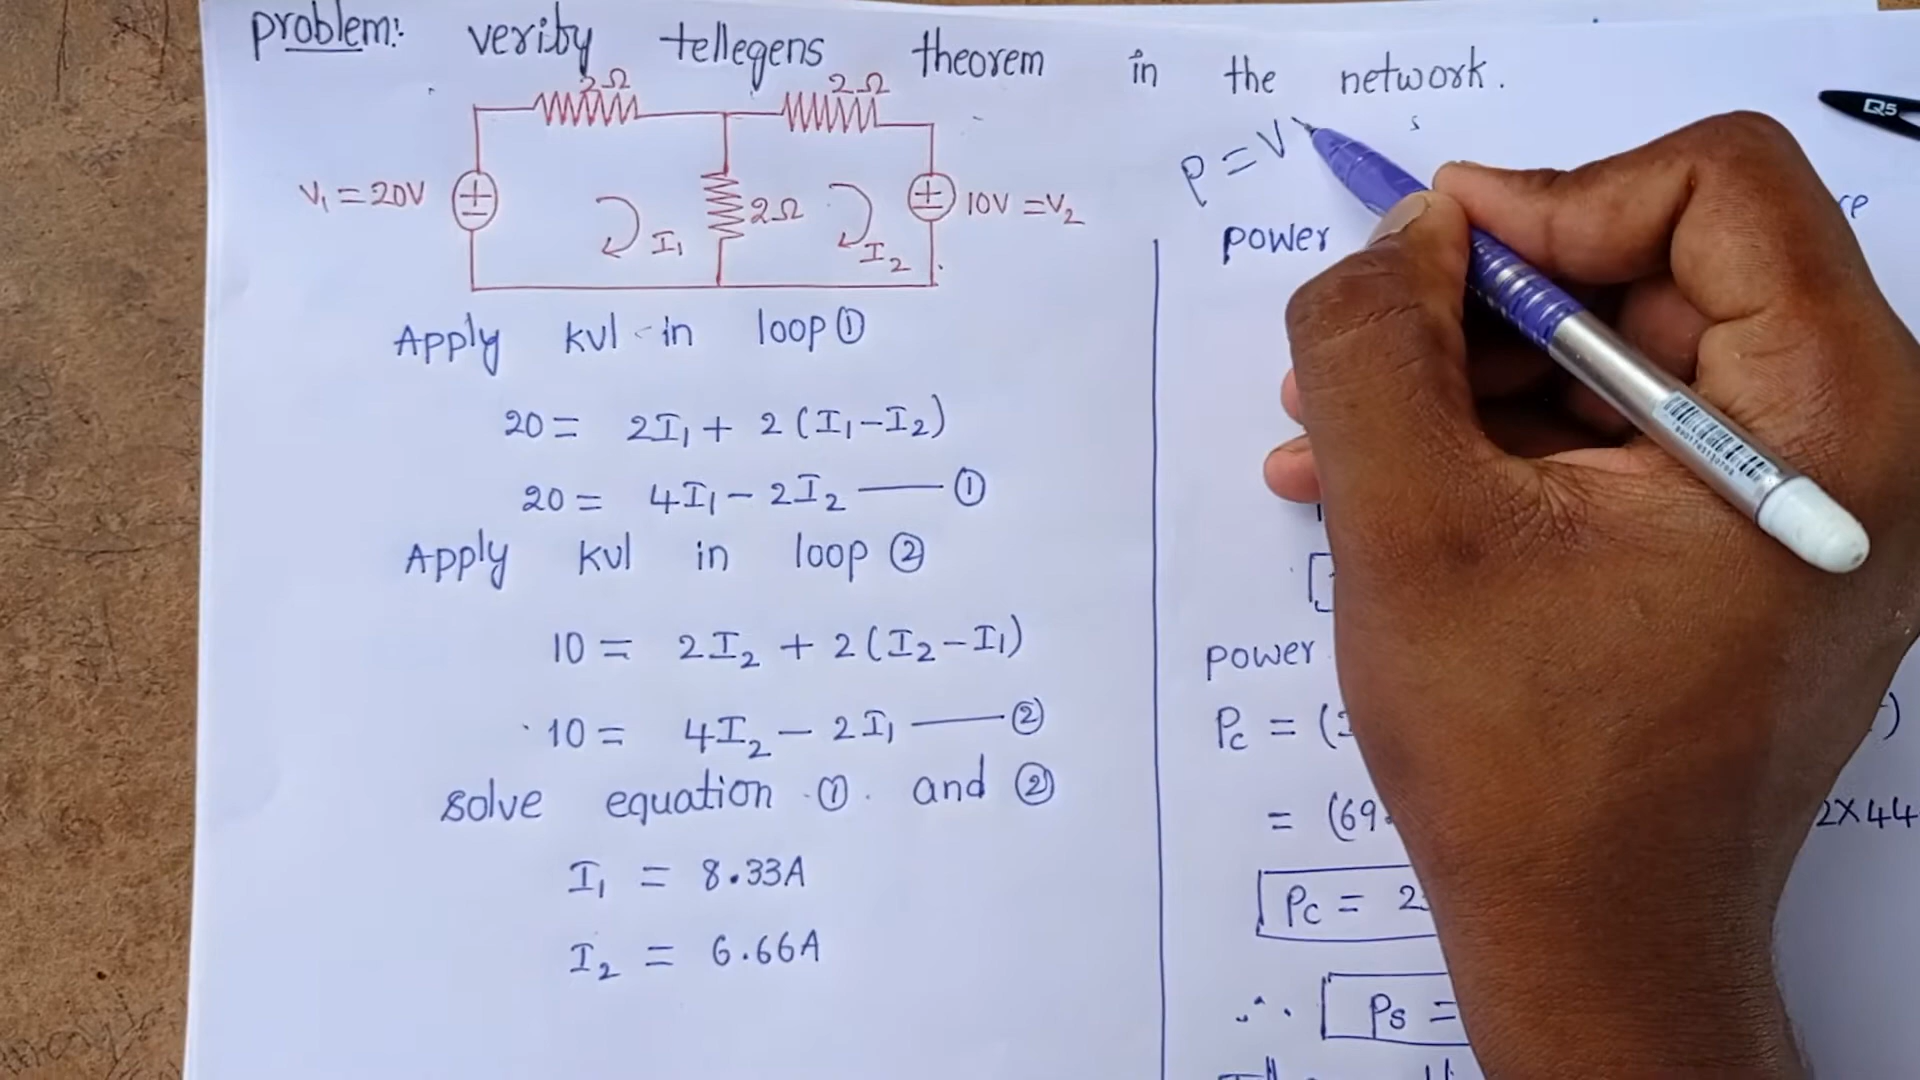 problem:- verify tellegens theorem in the network.
2Ω 2Ω
P = V
V₁ = 20V 2Ω 10V = V₂
I₁ I₂
power
Apply kvl in loop ①
20 = 2I₁ + 2(I₁-I₂)
20 = 4I₁ - 2I₂ —— ①
Apply kvl in loop ②
10 = 2I₂ + 2(I₂-I₁)
10 = 4I₂ - 2I₁ —— ②
solve equation ① and ②
I₁ = 8.33A
I₂ = 6.66A
power
Pc =
= (69. 2X44
Pc =
∴ Ps =
Q5